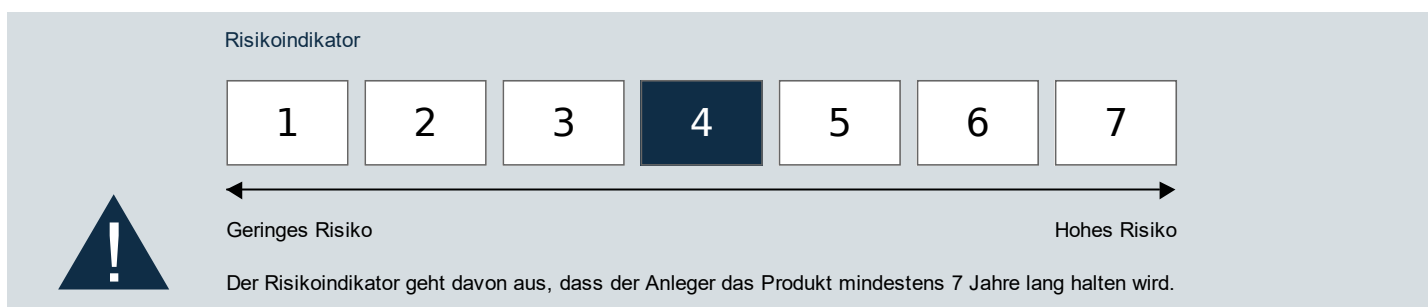 Risikoindikator
1 2 3 4 5 6 7
Geringes Risiko Hohes Risiko
!
Der Risikoindikator geht davon aus, dass der Anleger das Produkt mindestens 7 Jahre lang halten wird.